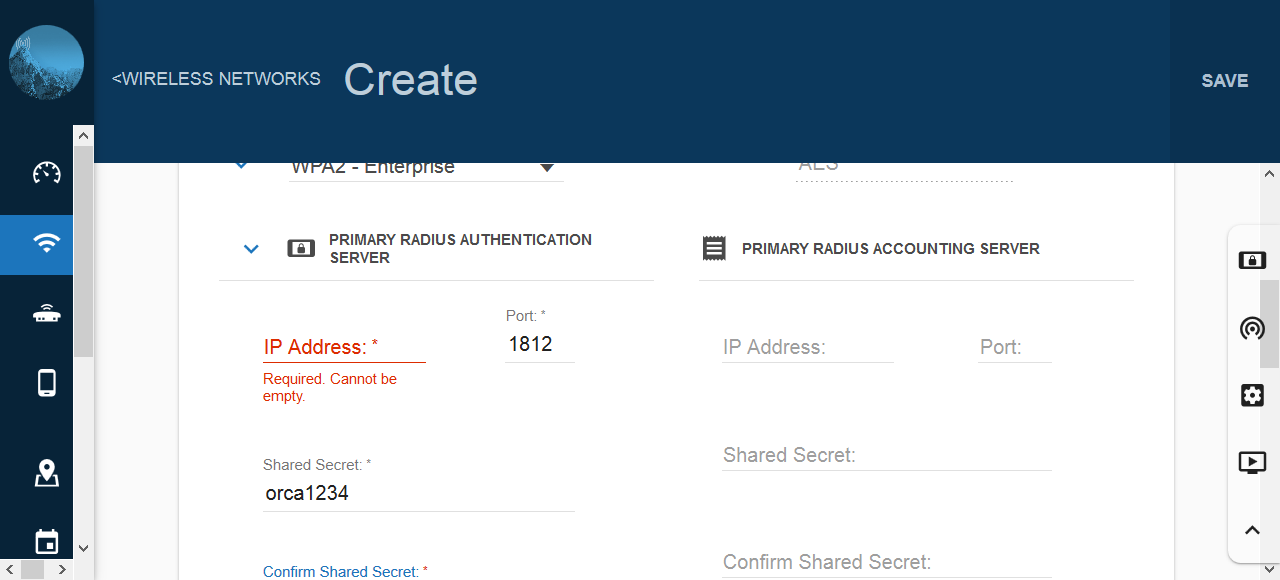 <WIRELESS NETWORKS Create
SAVE
WPA2 - Enterprise
AES
PRIMARY RADIUS AUTHENTICATION
SERVER
PRIMARY RADIUS ACCOUNTING SERVER
Port: *
IP Address: *
1812
IP Address:
Port:
Required. Cannot be
empty.
Shared Secret: *
orca1234
Shared Secret:
Confirm Shared Secret: *
Confirm Shared Secret: